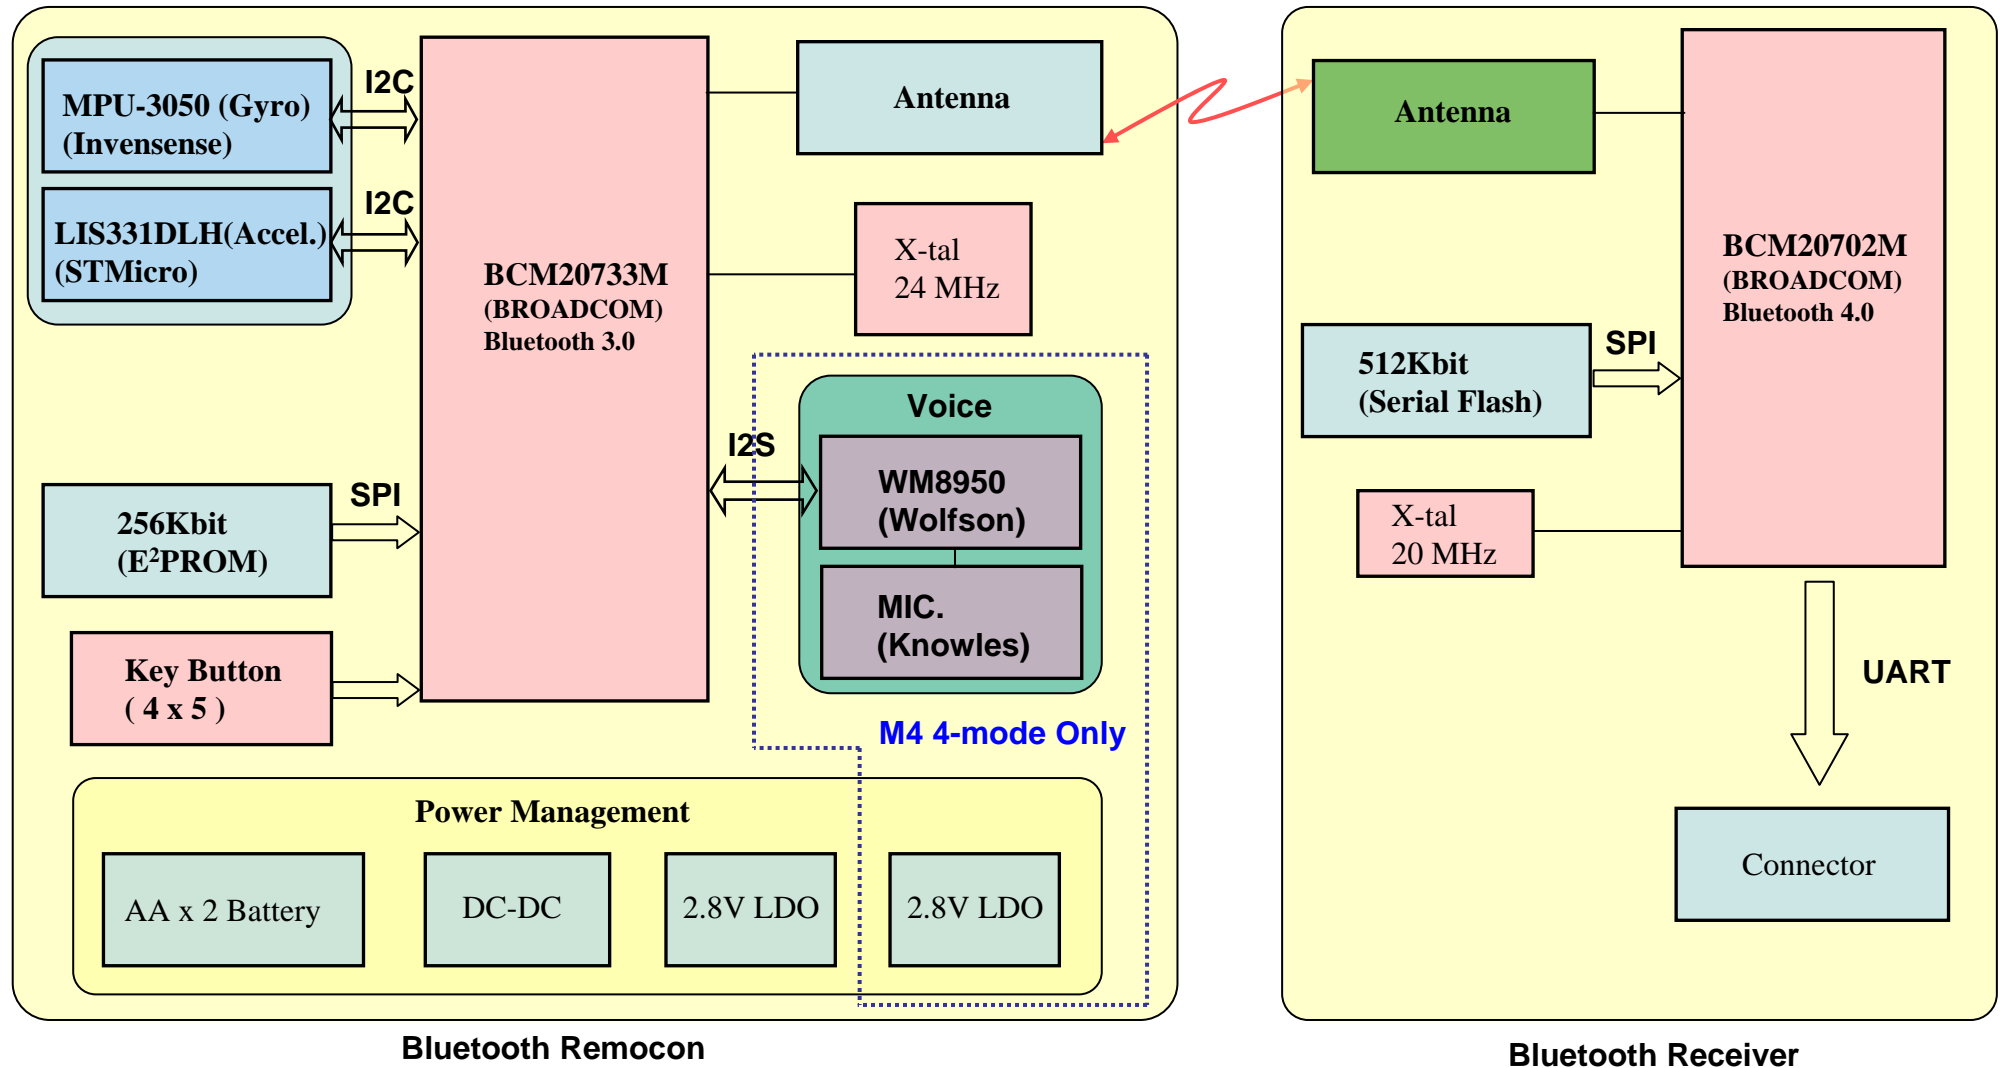 MPU-3050 (Gyro)
(Invensense)
I2C
LIS331DLH(Accel.)
(STMicro)
I2C
BCM20733M
(BROADCOM)
Bluetooth 3.0
Antenna
X-tal
24 MHz
Voice
I2S
WM8950
(Wolfson)
MIC.
(Knowles)
M4 4-mode Only
256Kbit
(E²PROM)
SPI
Key Button
( 4 x 5 )
Power Management
AA x 2 Battery
DC-DC
2.8V LDO
2.8V LDO
Bluetooth Remocon
Antenna
BCM20702M
(BROADCOM)
Bluetooth 4.0
512Kbit
(Serial Flash)
SPI
X-tal
20 MHz
UART
Connector
Bluetooth Receiver